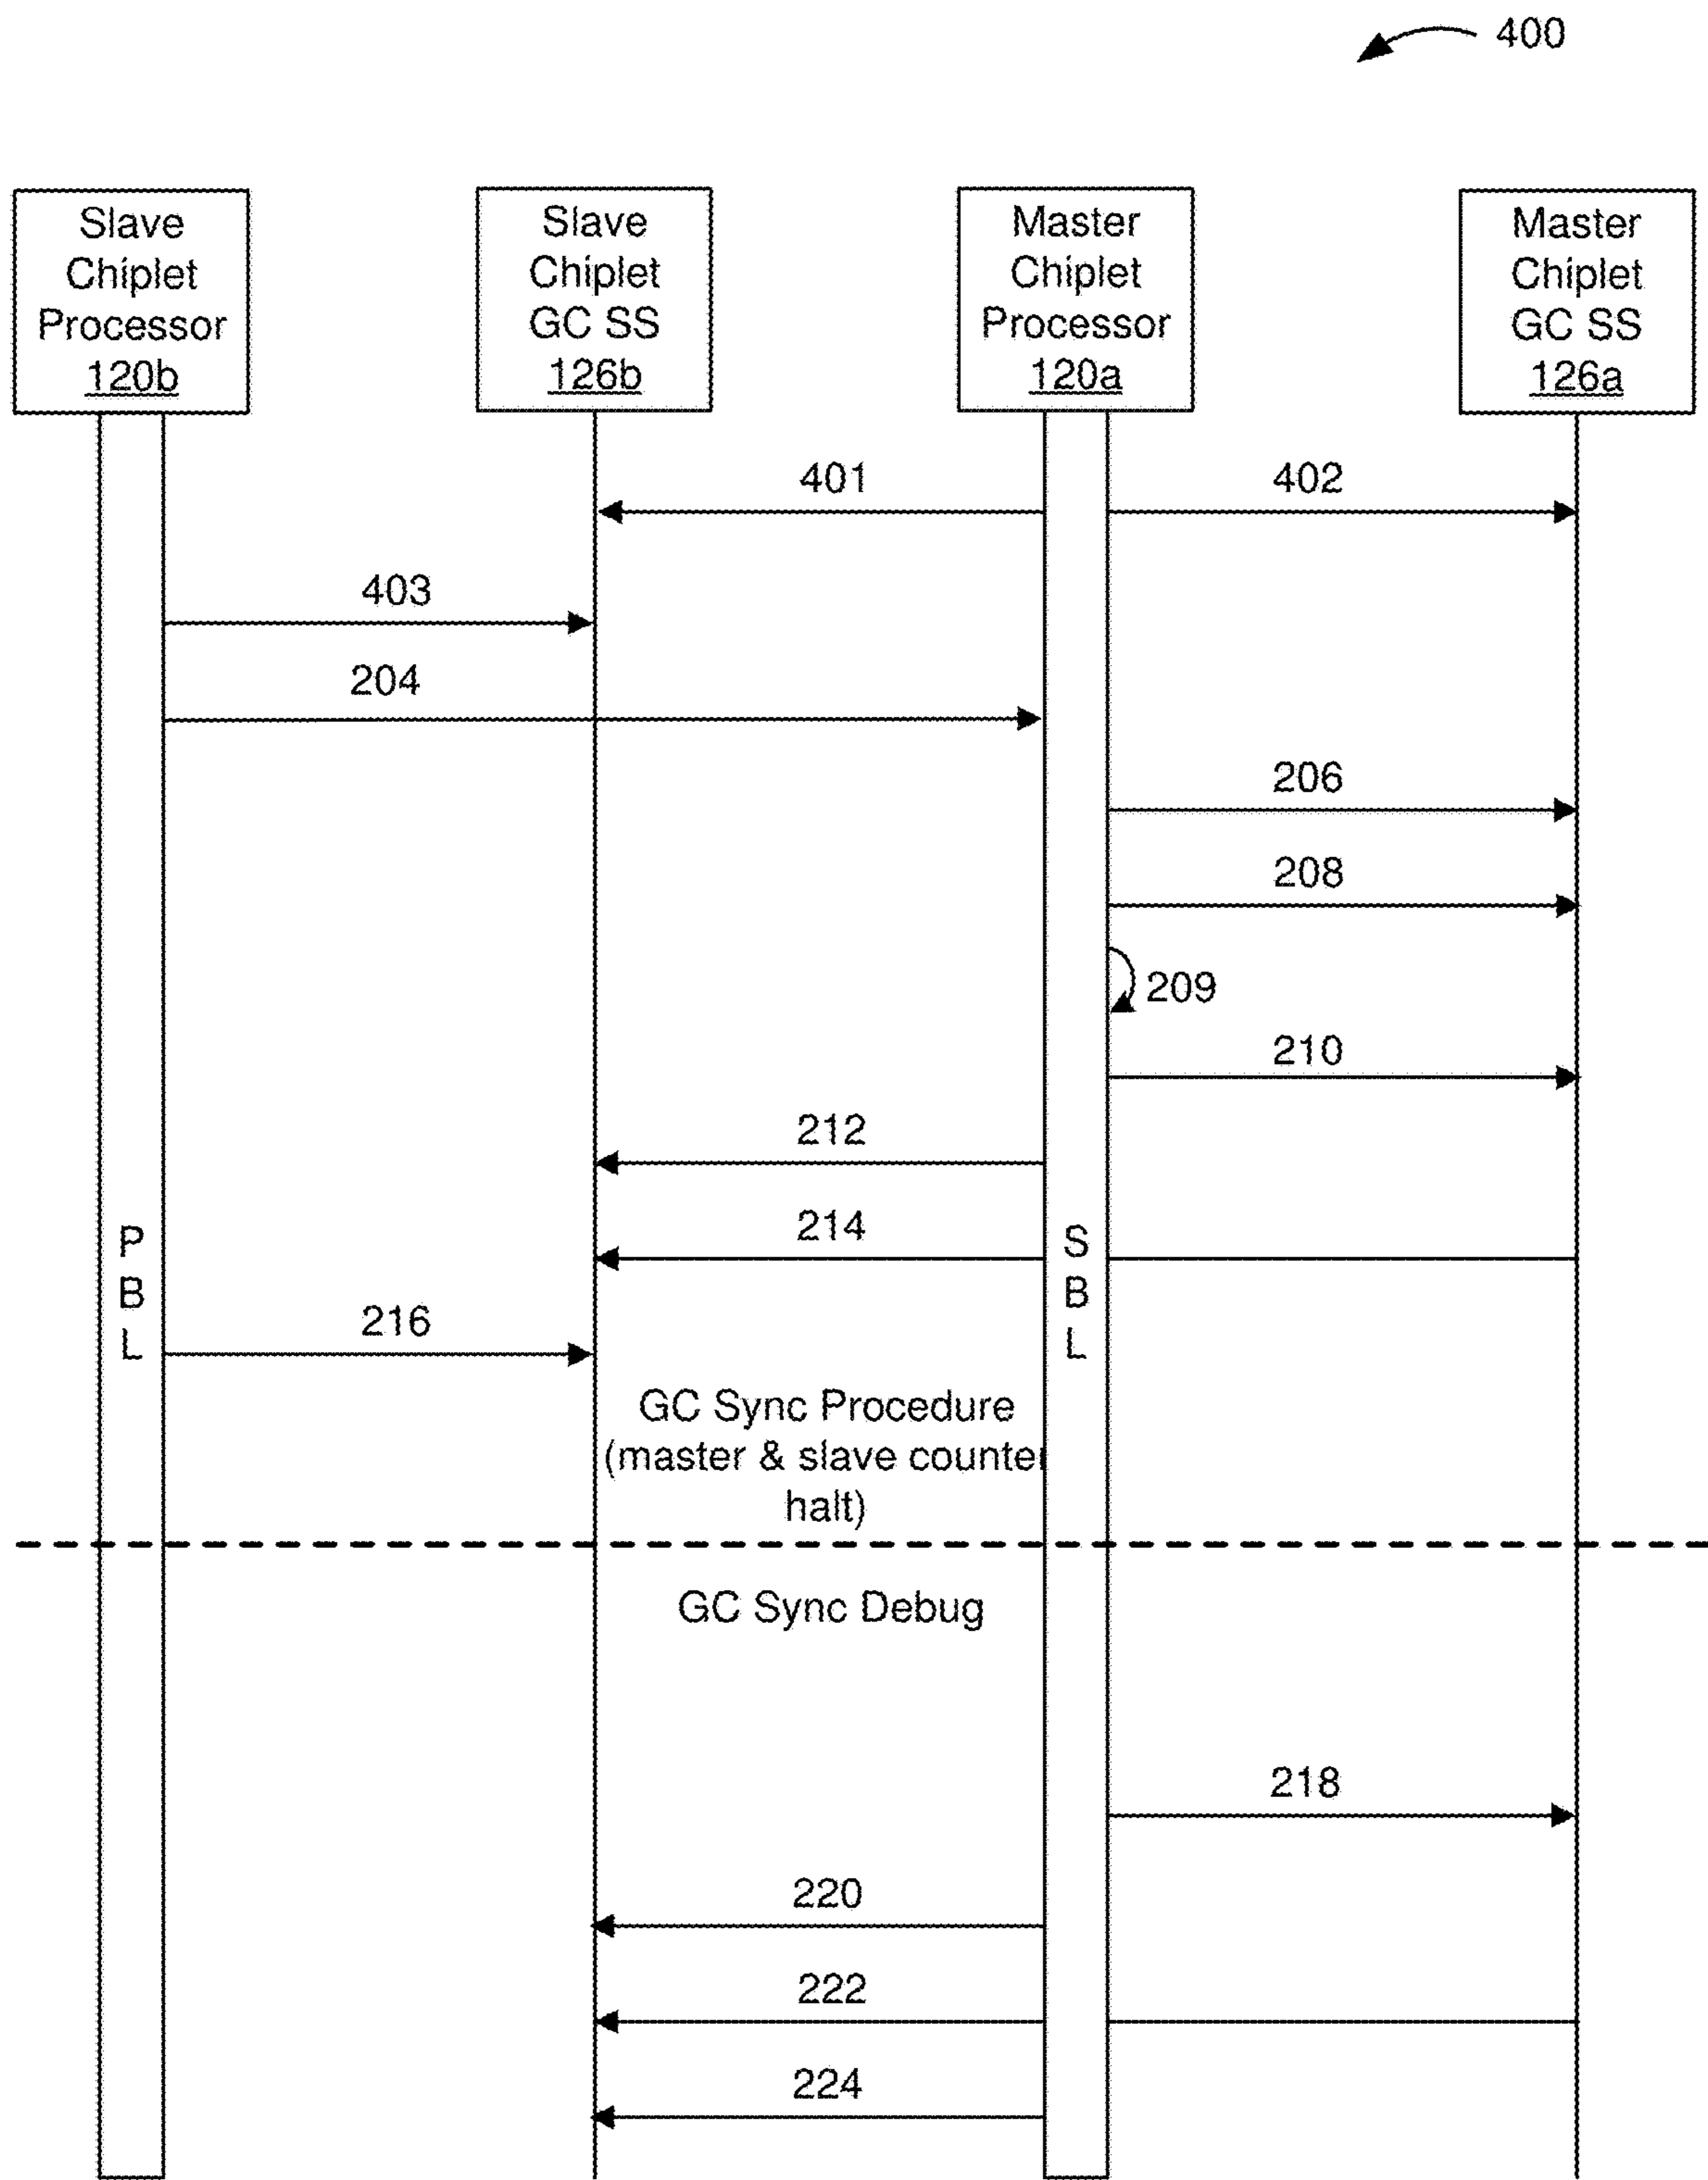 400
Slave
Chiplet
Processor
120b
Slave
Chiplet
GC SS
126b
Master
Chiplet
Processor
120a
Master
Chiplet
GC SS
126a
401
402
403
204
206
208
209
210
212
214
P
B
L
S
B
L
216
GC Sync Procedure
(master & slave counter
halt)
GC Sync Debug
218
220
222
224